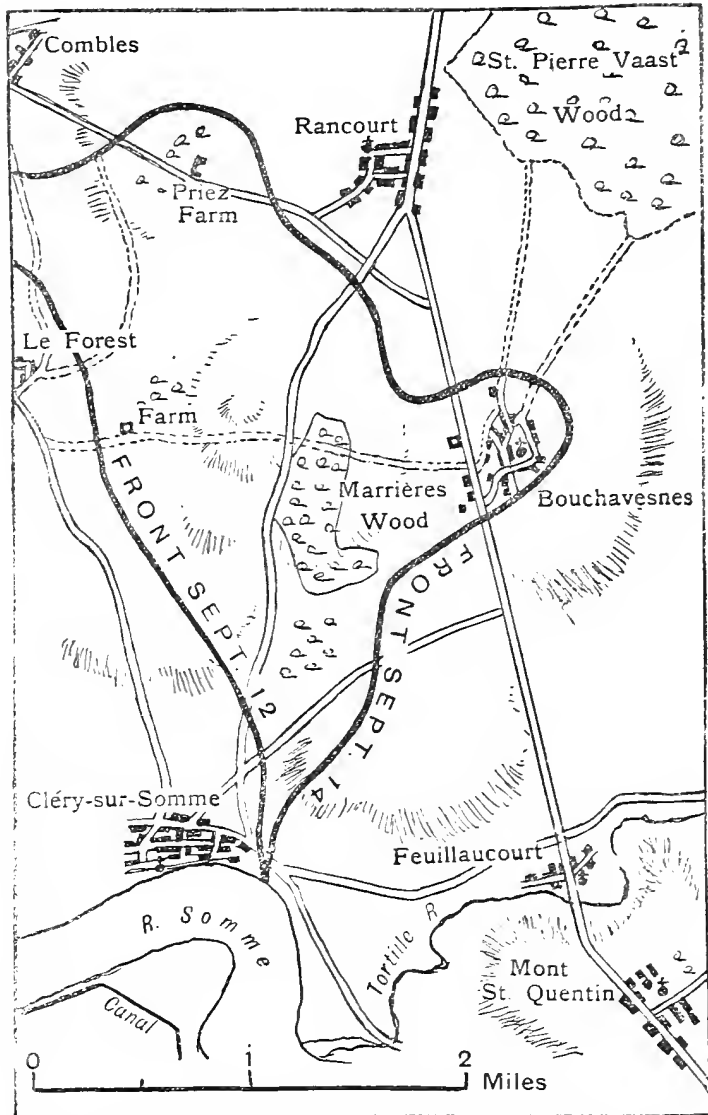 Combles
St. Pierre Vaast
Wood
Rancourt
Priez
Farm
Le Forest
Farm
Marrières
Wood
Bouchavesnes
FRONT SEPT. 12
FRONT SEPT. 14
Cléry-sur-Somme
Feuillaucourt
R. Somme
Tortille R
Mont
St. Quentin
Canal
0 1 2 Miles